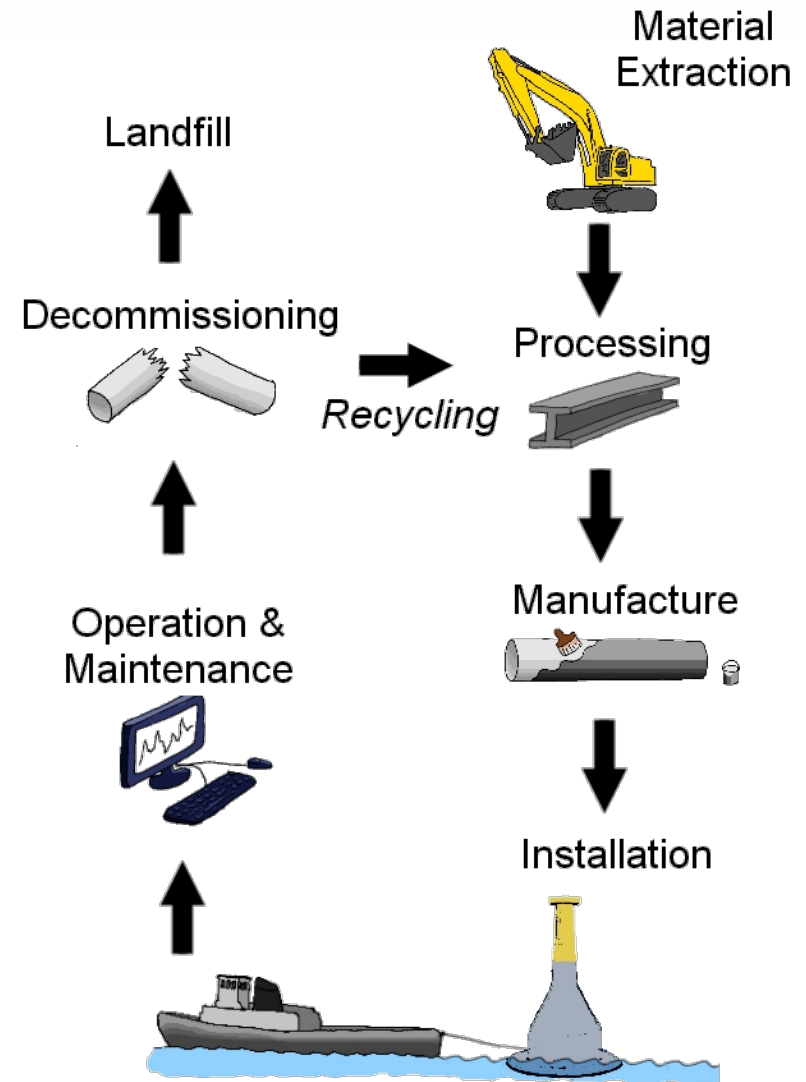 Material
Extraction
Processing
Manufacture
Installation
Operation &
Maintenance
Decommissioning
Recycling
Landfill